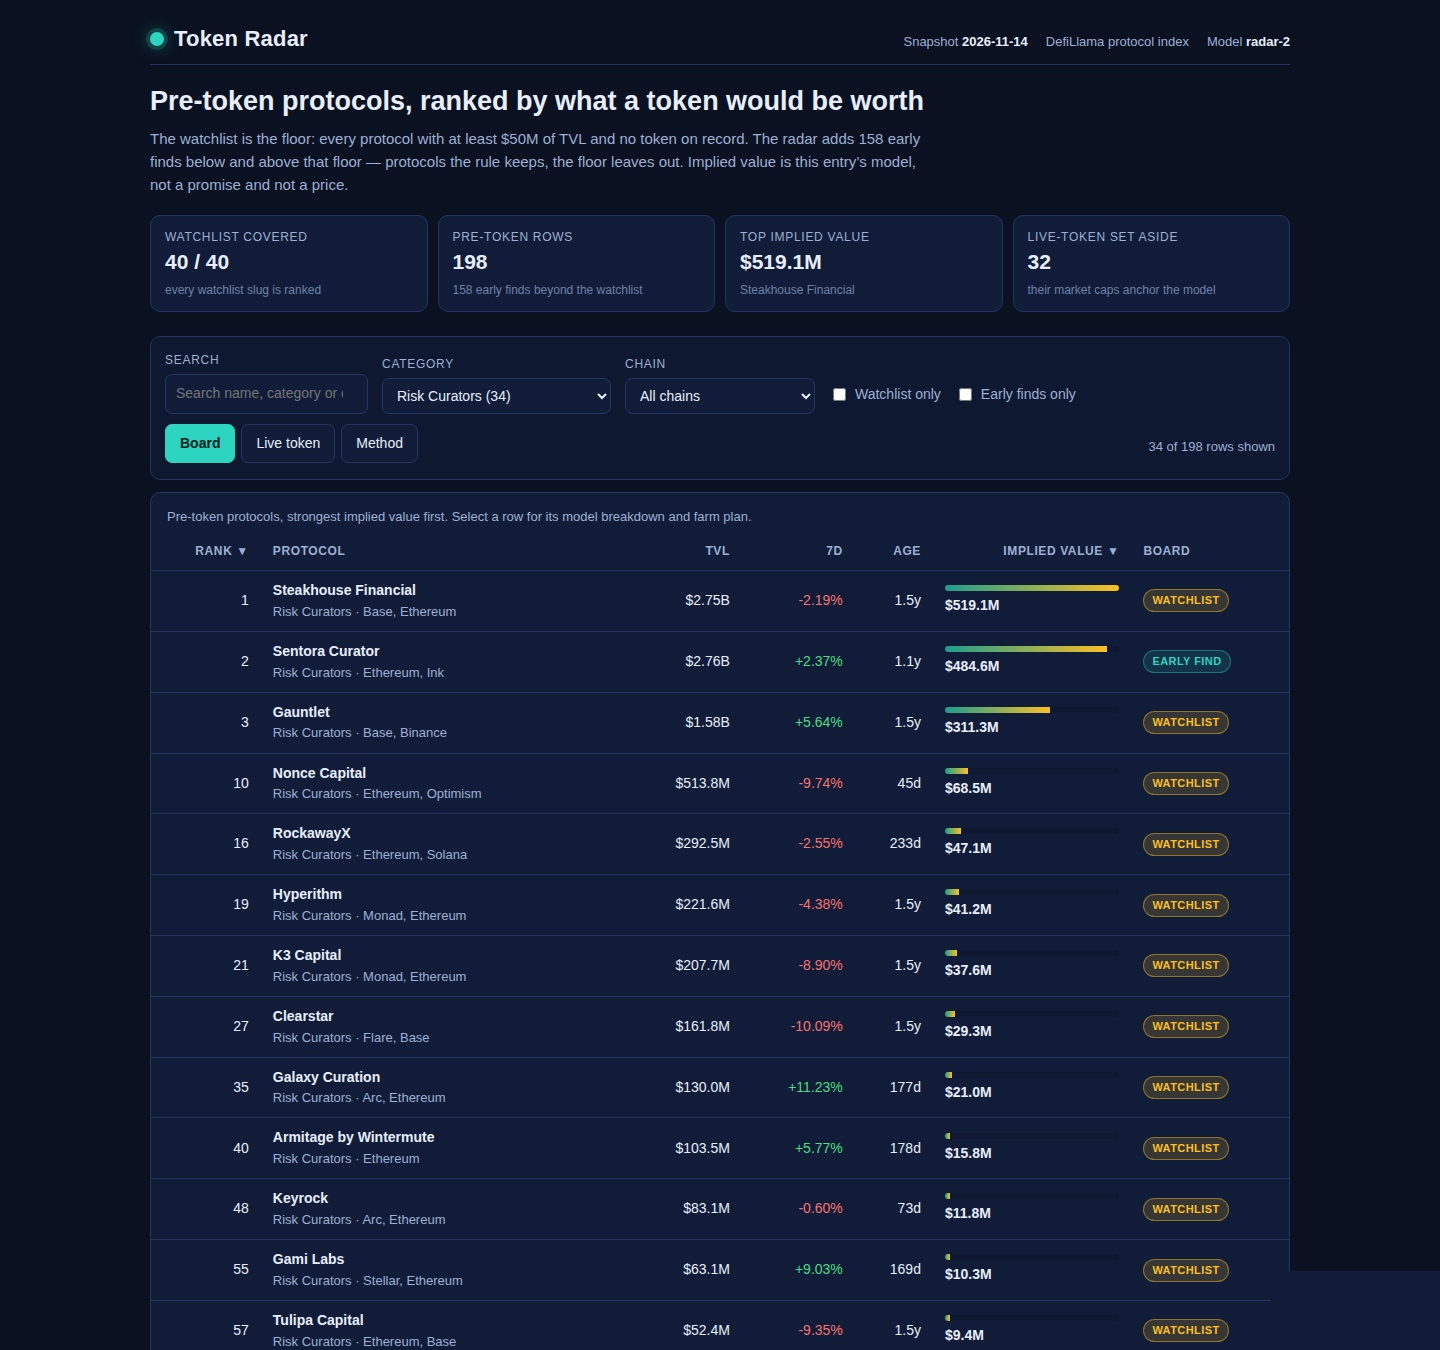 Token Radar
Snapshot 2026-11-14 DefiLlama protocol index Model radar-2
Pre-token protocols, ranked by what a token would be worth
The watchlist is the floor: every protocol with at least $50M of TVL and no token on record. The radar adds 158 early
finds below and above that floor — protocols the rule keeps, the floor leaves out. Implied value is this entry's model,
not a promise and not a price.
WATCHLIST COVERED
40 / 40
every watchlist slug is ranked
PRE-TOKEN ROWS
198
158 early finds beyond the watchlist
TOP IMPLIED VALUE
$519.1M
Steakhouse Financial
LIVE-TOKEN SET ASIDE
32
their market caps anchor the model
SEARCH
Search name, category or
CATEGORY
Risk Curators (34)
CHAIN
All chains
Watchlist only
Early finds only
Board Live token Method
34 of 198 rows shown
Pre-token protocols, strongest implied value first. Select a row for its model breakdown and farm plan.
RANK ▼ PROTOCOL TVL 7D AGE IMPLIED VALUE ▼ BOARD
1 Steakhouse Financial $2.75B -2.19% 1.5y $519.1M WATCHLIST
Risk Curators · Base, Ethereum
2 Sentora Curator $2.76B +2.37% 1.1y $484.6M EARLY FIND
Risk Curators · Ethereum, Ink
3 Gauntlet $1.58B +5.64% 1.5y $311.3M WATCHLIST
Risk Curators · Base, Binance
10 Nonce Capital $513.8M -9.74% 45d $68.5M WATCHLIST
Risk Curators · Ethereum, Optimism
16 RockawayX $292.5M -2.55% 233d $47.1M WATCHLIST
Risk Curators · Ethereum, Solana
19 Hyperithm $221.6M -4.38% 1.5y $41.2M WATCHLIST
Risk Curators · Monad, Ethereum
21 K3 Capital $207.7M -8.90% 1.5y $37.6M WATCHLIST
Risk Curators · Monad, Ethereum
27 Clearstar $161.8M -10.09% 1.5y $29.3M WATCHLIST
Risk Curators · Flare, Base
35 Galaxy Curation $130.0M +11.23% 177d $21.0M WATCHLIST
Risk Curators · Arc, Ethereum
40 Armitage by Wintermute $103.5M +5.77% 178d $15.8M WATCHLIST
Risk Curators · Ethereum
48 Keyrock $83.1M -0.60% 73d $11.8M WATCHLIST
Risk Curators · Arc, Ethereum
55 Gami Labs $63.1M +9.03% 169d $10.3M WATCHLIST
Risk Curators · Stellar, Ethereum
57 Tulipa Capital $52.4M -9.35% 1.5y $9.4M WATCHLIST
Risk Curators · Ethereum, Base